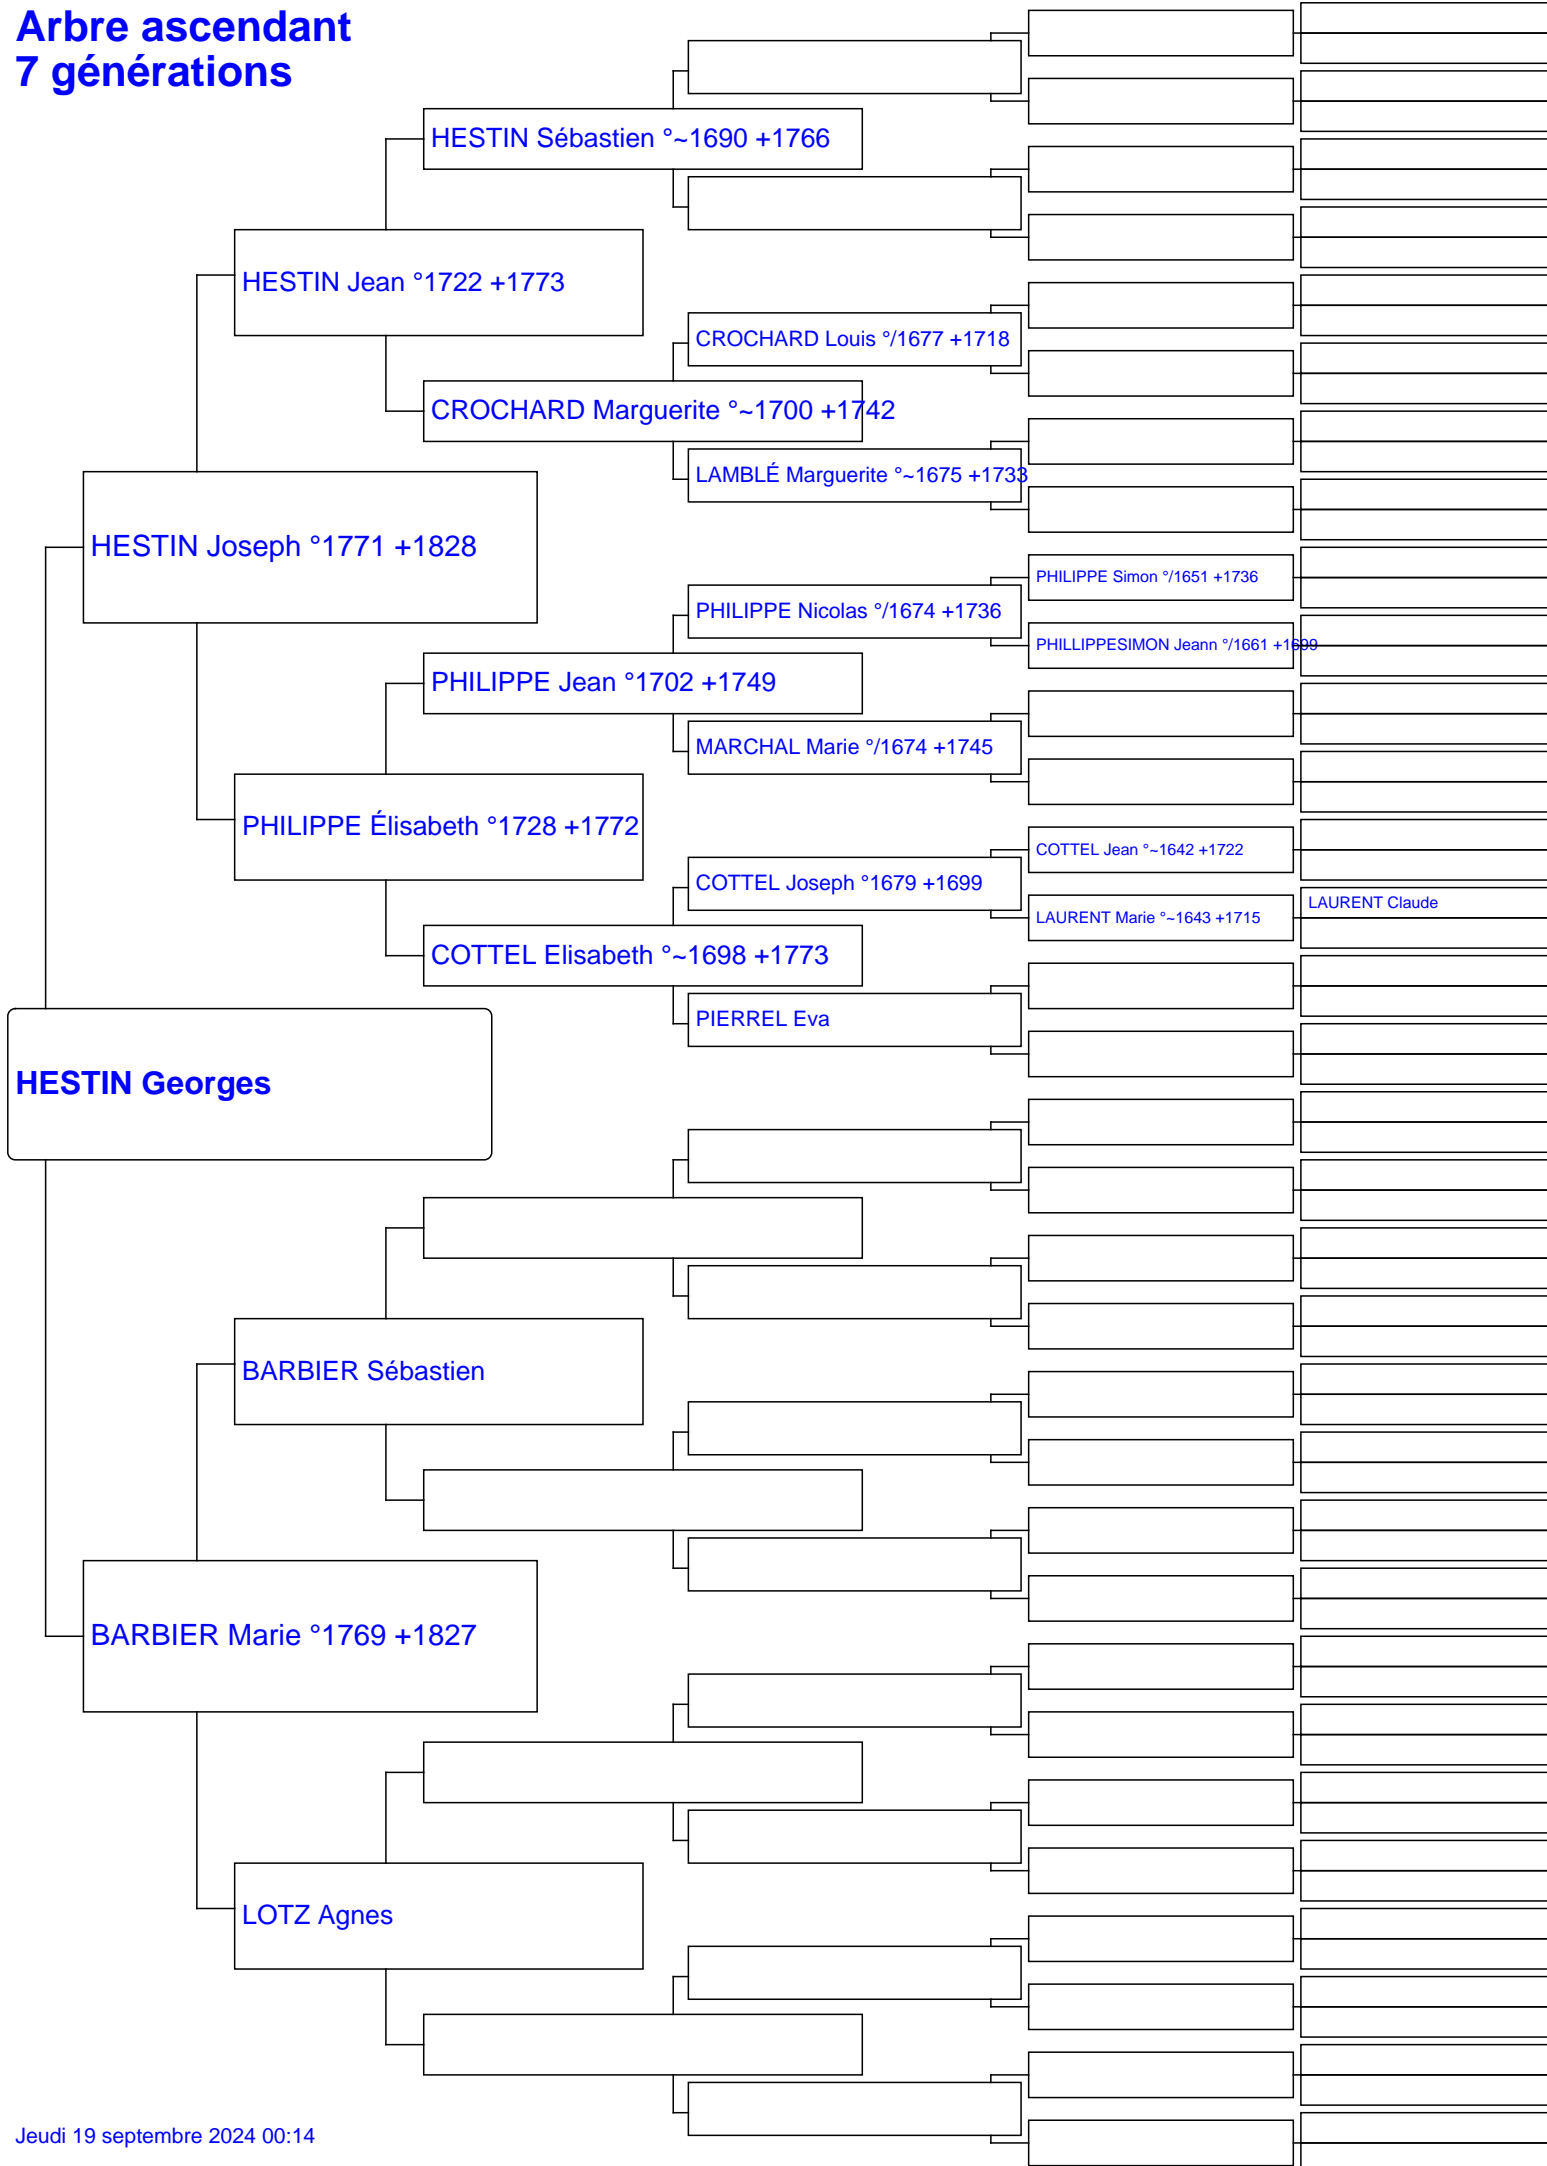 Arbre ascendant
7 générations
HESTIN Sébastien °~1690 +1766
HESTIN Jean °1722 +1773
CROCHARD Louis °/1677 +1718
CROCHARD Marguerite °~1700 +1742
LAMBLÉ Marguerite °~1675 +1733
HESTIN Joseph °1771 +1828
PHILIPPE Simon °/1651 +1736
PHILIPPE Nicolas °/1674 +1736
PHILLIPPESIMON Jeann °/1661 +1699
PHILIPPE Jean °1702 +1749
MARCHAL Marie °/1674 +1745
PHILIPPE Élisabeth °1728 +1772
COTTEL Jean °~1642 +1722
COTTEL Joseph °1679 +1699
LAURENT Claude
LAURENT Marie °~1643 +1715
COTTEL Elisabeth °~1698 +1773
PIERREL Eva
HESTIN Georges
BARBIER Sébastien
BARBIER Marie °1769 +1827
LOTZ Agnes
Jeudi 19 septembre 2024 00:14